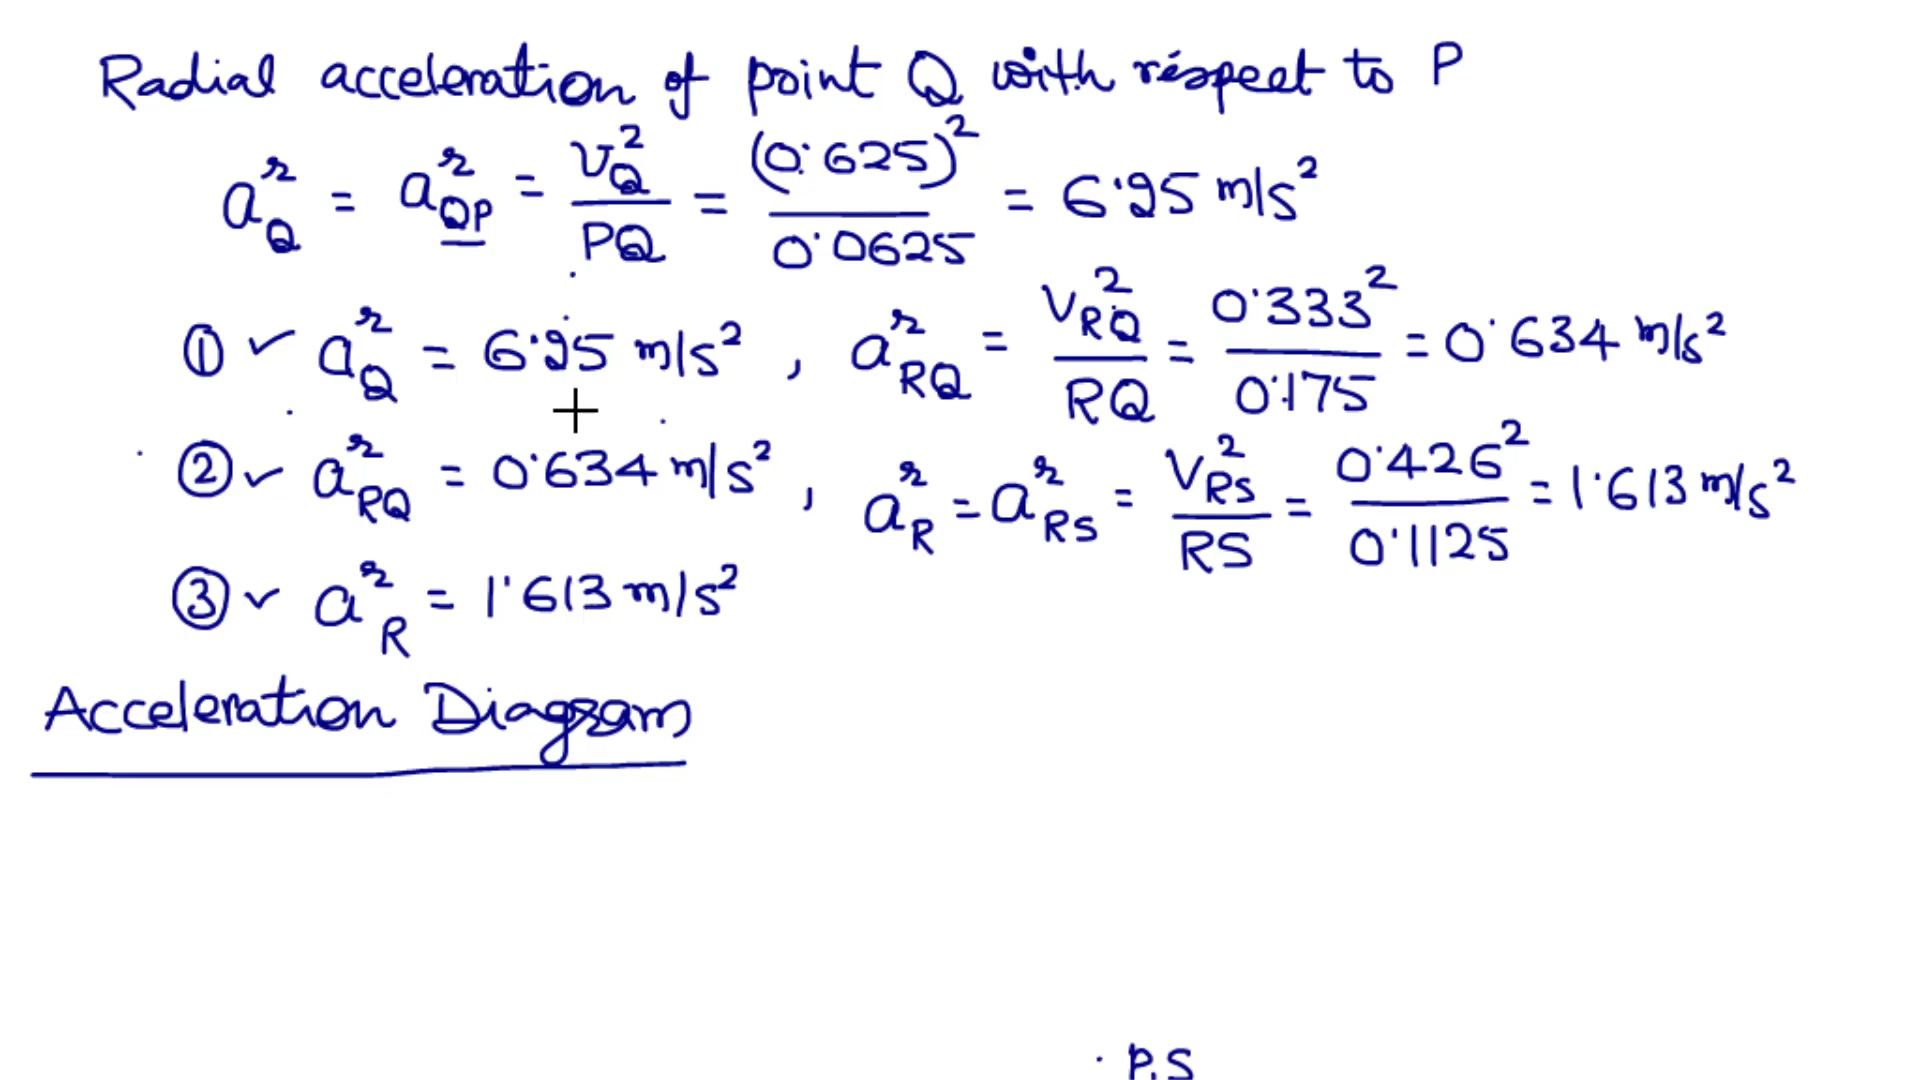 Radial acceleration of point Q with respect to P
a^r_Q = a^r_QP = V_Q^2 / PQ = (0.625)^2 / 0.0625 = 6.25 m/s^2
① ✓ a^r_Q = 6.25 m/s^2 , a^r_RQ = V_RQ^2 / RQ = 0.333^2 / 0.175 = 0.634 m/s^2
② ✓ a^r_RQ = 0.634 m/s^2 , a^r_R = a^r_RS = V_RS^2 / RS = 0.426^2 / 0.1125 = 1.613 m/s^2
③ ✓ a^r_R = 1.613 m/s^2
Acceleration Diagram
. P,S